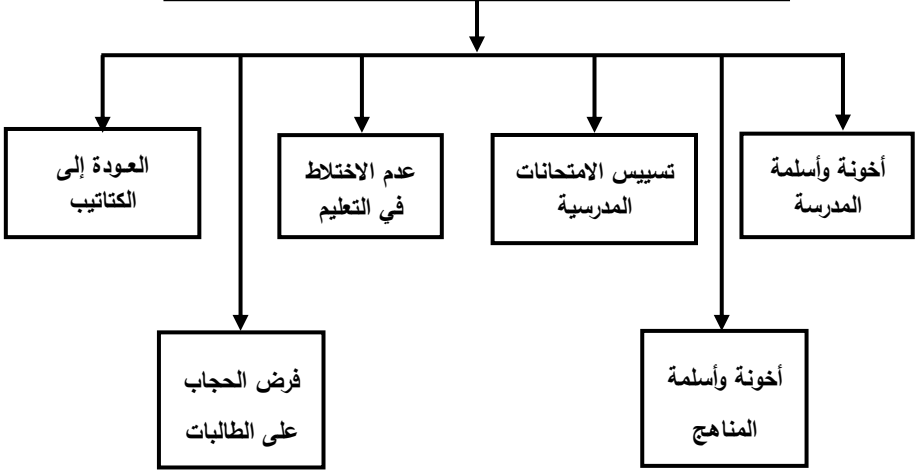 أخونة وأسلمة
المدرسة
تسييس الامتحانات
المدرسية
عدم الاختلاط
في التعليم
العودة إلى
الكتاتيب
أخونة وأسلمة
المناهج
فرض الحجاب
على الطالبات